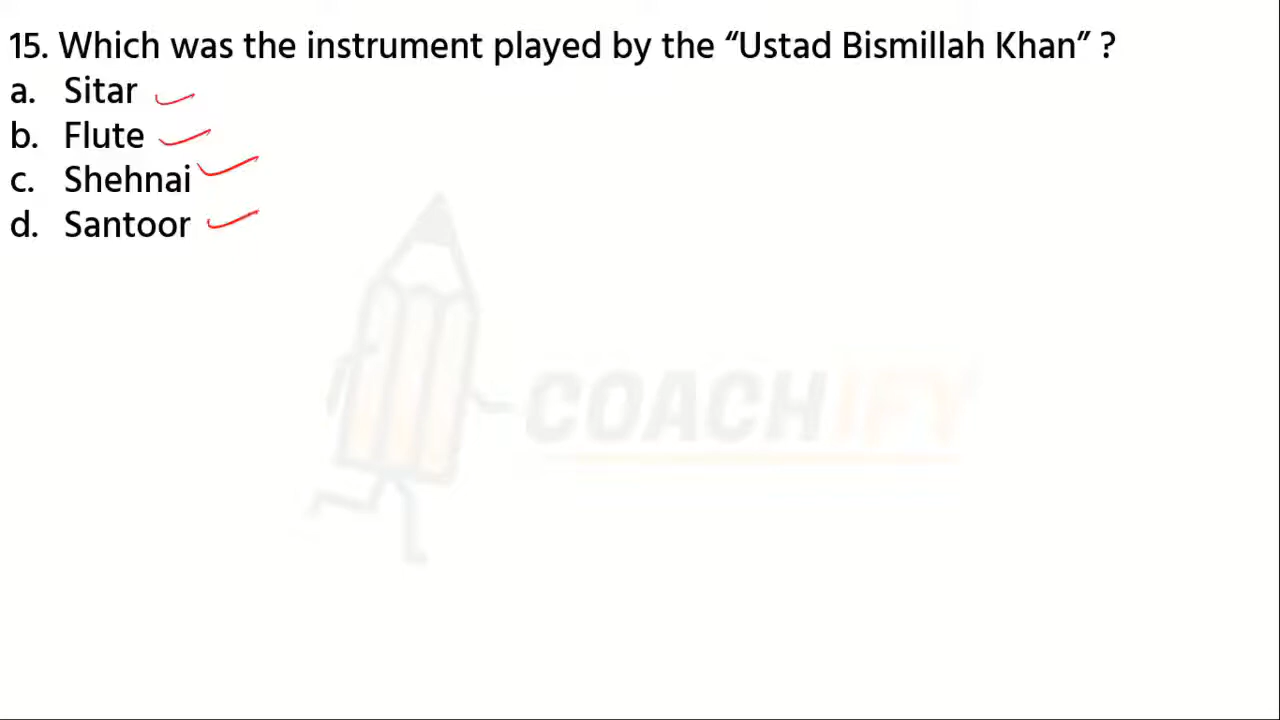 15. Which was the instrument played by the “Ustad Bismillah Khan” ?
a. Sitar
b. Flute
c. Shehnai
d. Santoor
COACHIFY